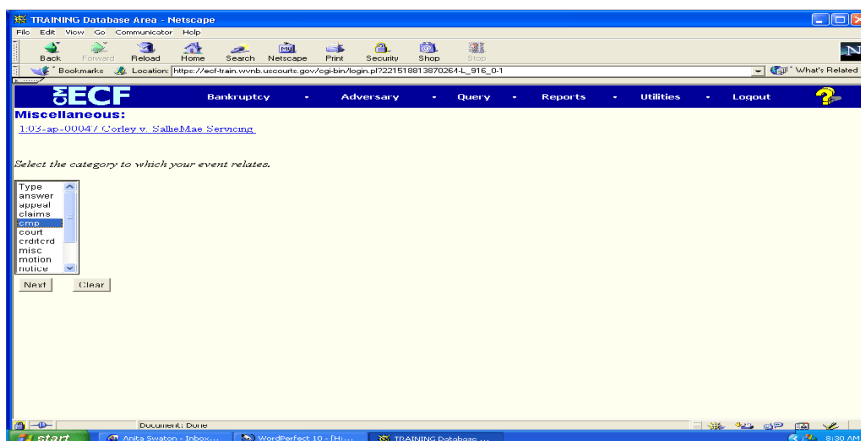 TRAINING Database Area - Netscape
File Edit View Go Communicator Help
Back Forward Reload Home Search Netscape Print Security Shop Stop
Bookmarks Location: https://ecf-train.wvnb.uscourts.gov/cgi-bin/login.pl?221518813870264-L_916_0-1 What's Related
ECF Bankruptcy Adversary Query Reports Utilities Logout ?
Miscellaneous:
1:03-ap-00047 Corley v. SallieMae Servicing
Select the category to which your event relates.
Type
answer
appeal
claims
cmp
court
crditcrd
misc
motion
notice
Next Clear
Document: Done
start Anita Swaton - Inbox... WordPerfect 10 - [H:... TRAINING Database ... 8:30 AM